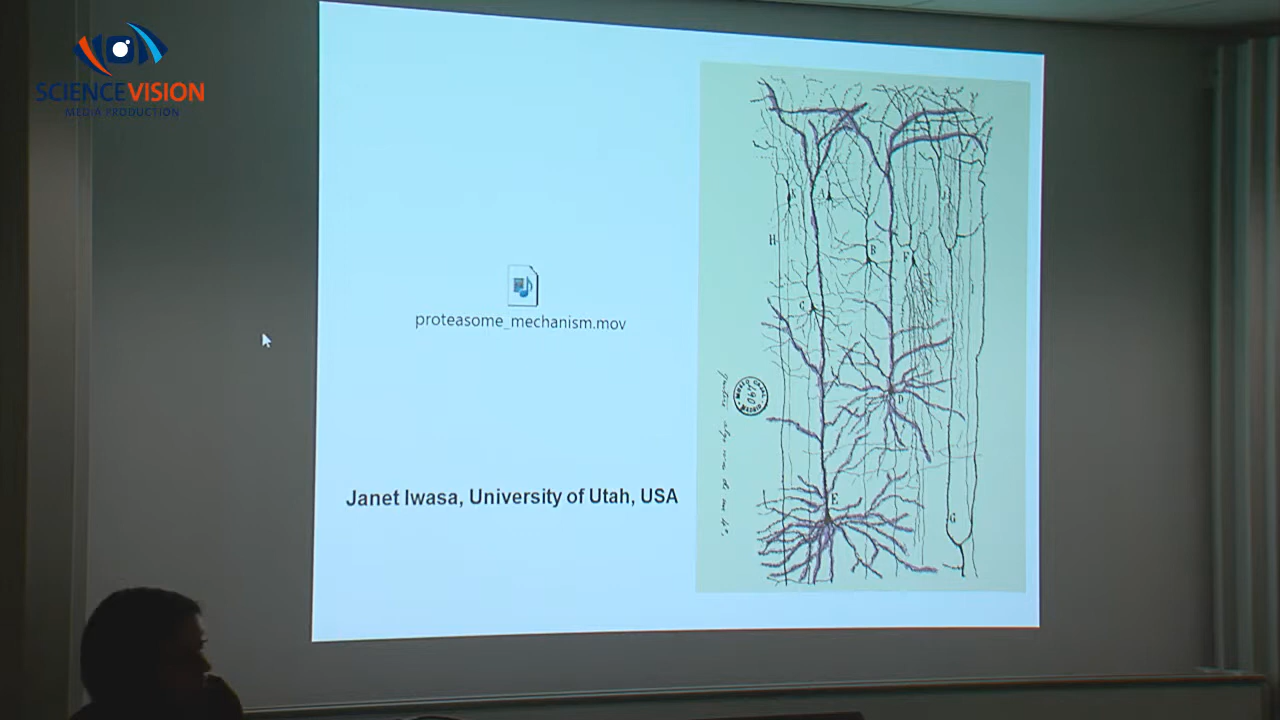 SCIENCEVISION
MEDIA PRODUCTION
proteasome_mechanism.mov
Janet Iwasa, University of Utah, USA
H
A
B
F
C
D
E
G